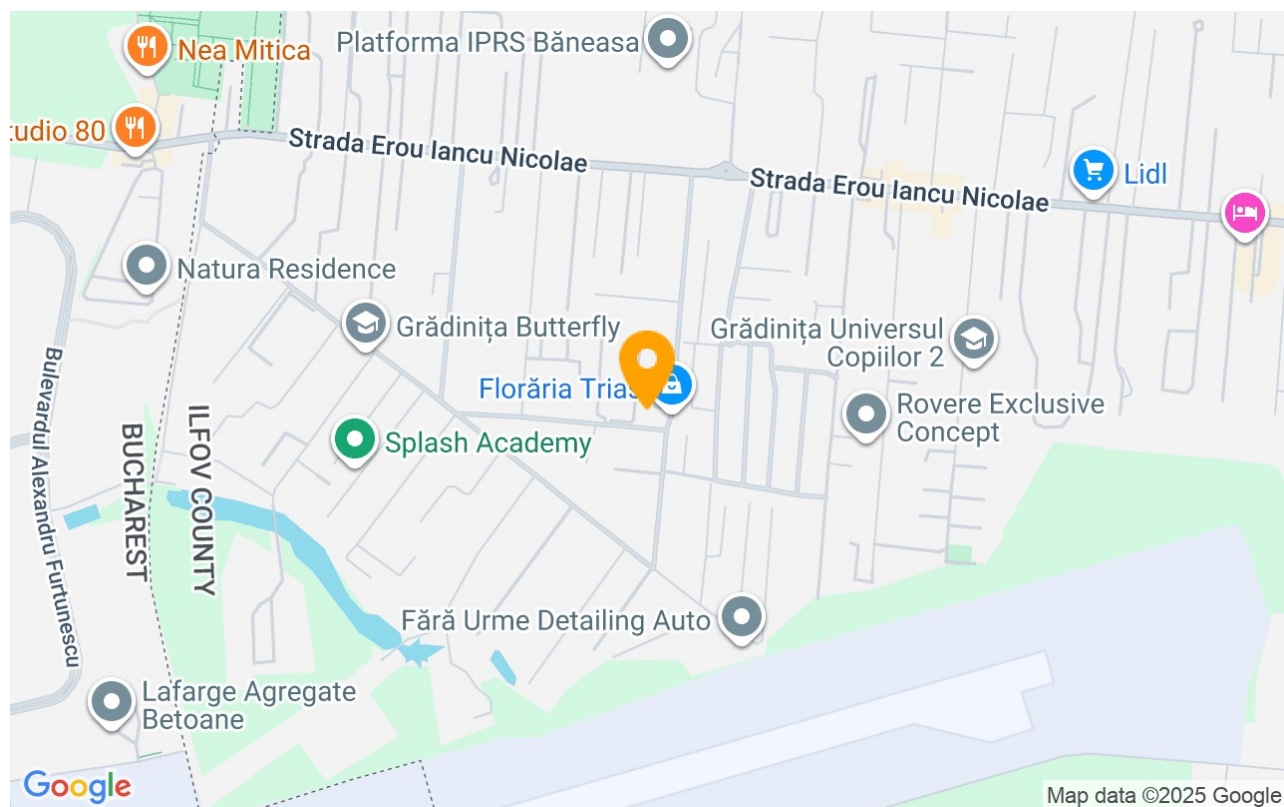 Nea Mitica
Platforma IPRS Băneasa
tudio 80
Strada Erou Iancu Nicolae
Strada Erou Iancu Nicolae
Lidl
Natura Residence
Grădinița Butterfly
Grădinița Universul
Copiilor 2
Florăria Trias
Rovere Exclusive
Concept
Splash Academy
Bulevardul Alexandru Furtunescu
BUCHAREST
ILFOV COUNTY
Fără Urme Detailing Auto
Lafarge Agregate
Betoane
Google
Map data ©2025 Google